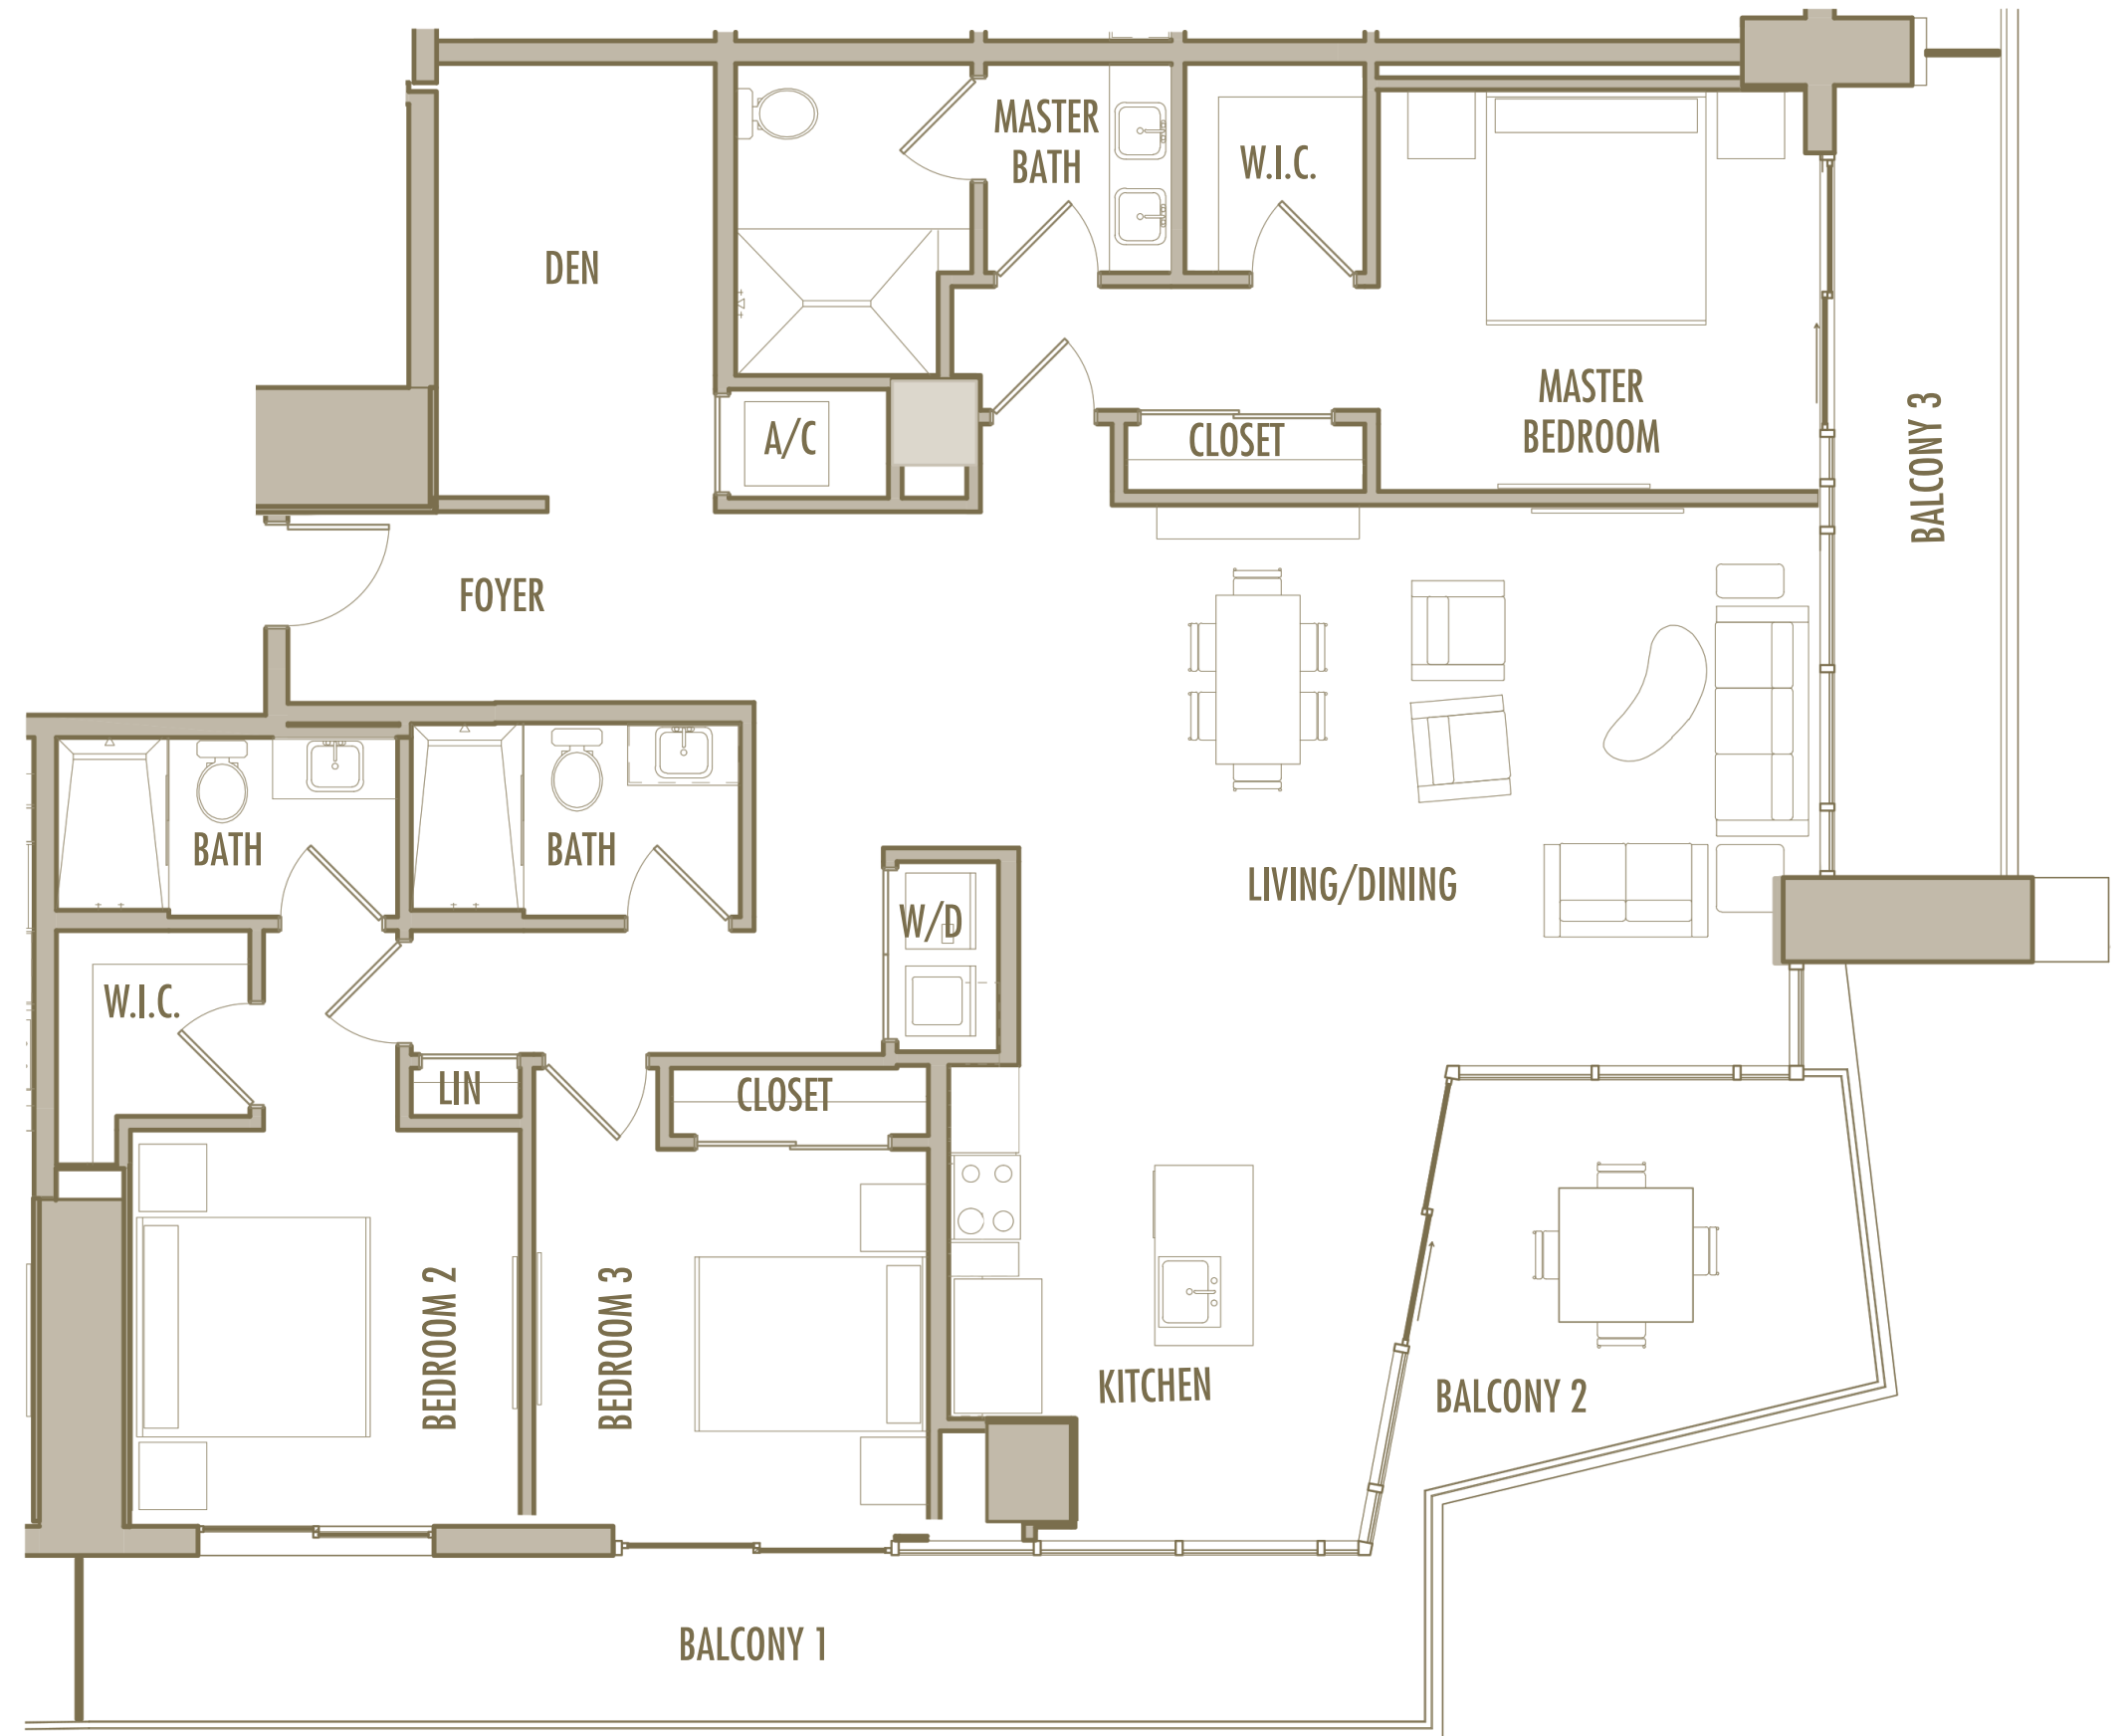 MASTER
BATH
W.I.C.
DEN
MASTER
BEDROOM
A/C
CLOSET
BALCONY 3
FOYER
BATH
BATH
LIVING/DINING
W/D
W.I.C.
LIN
CLOSET
BEDROOM 2
BEDROOM 3
KITCHEN
BALCONY 2
BALCONY 1